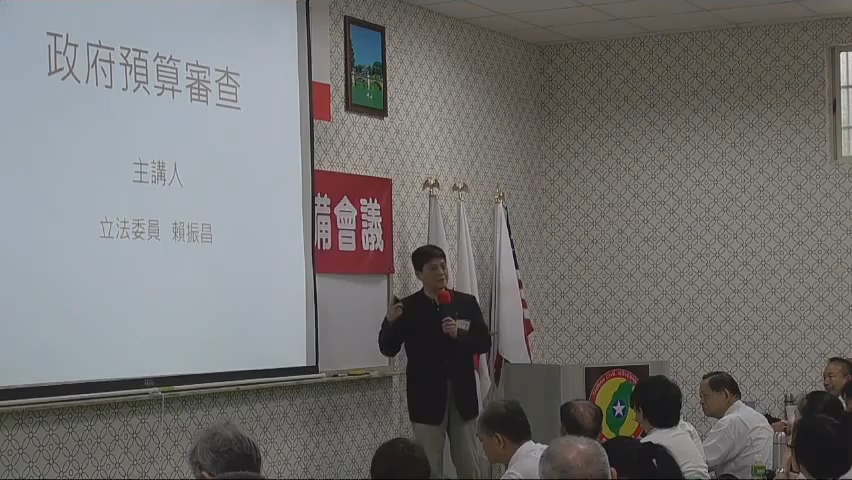 政府預算審查
主講人
立法委員 賴振昌
備會議